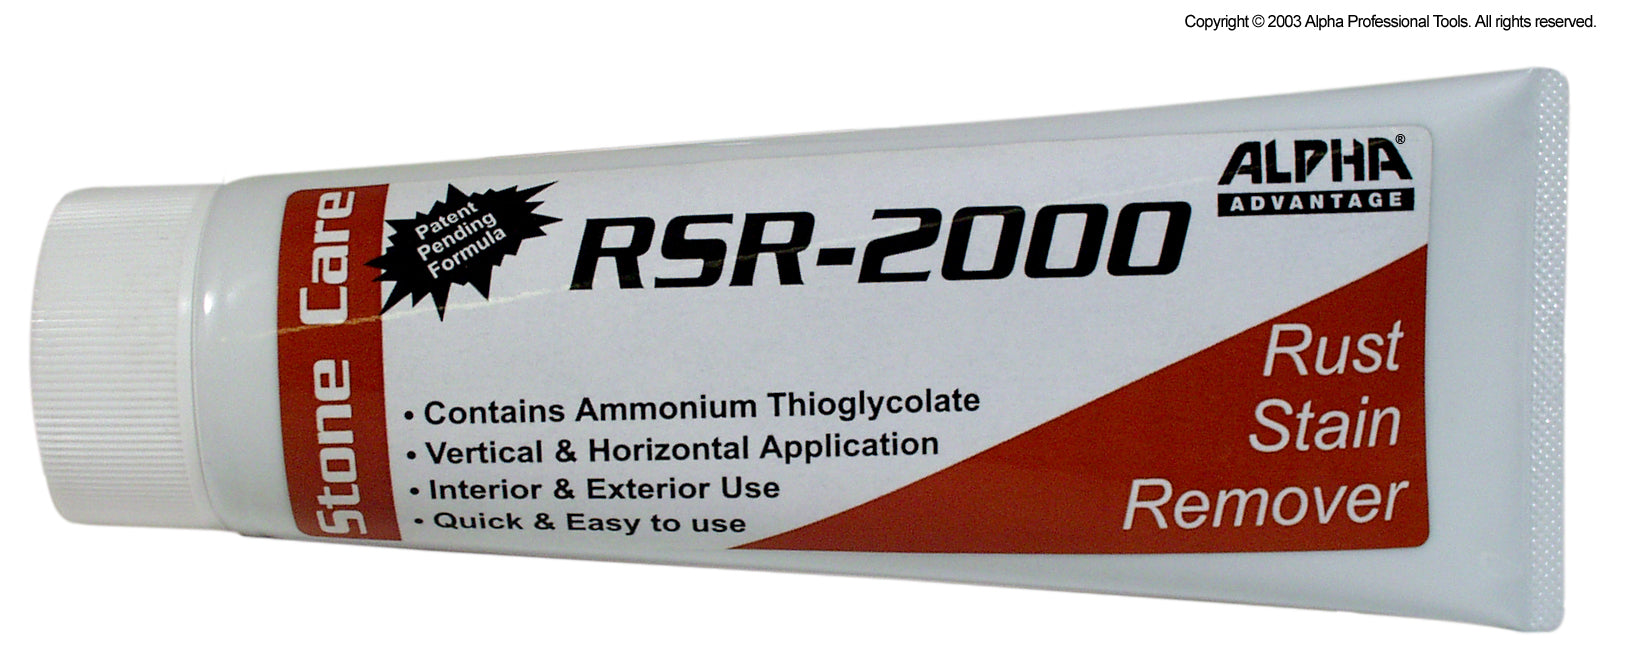 Copyright © 2003 Alpha Professional Tools. All rights reserved.
ALPHA®
ADVANTAGE
Stone Care
Patent
Pending
Formula
RSR-2000
• Contains Ammonium Thioglycolate
• Vertical & Horizontal Application
• Interior & Exterior Use
• Quick & Easy to use
Rust
Stain
Remover